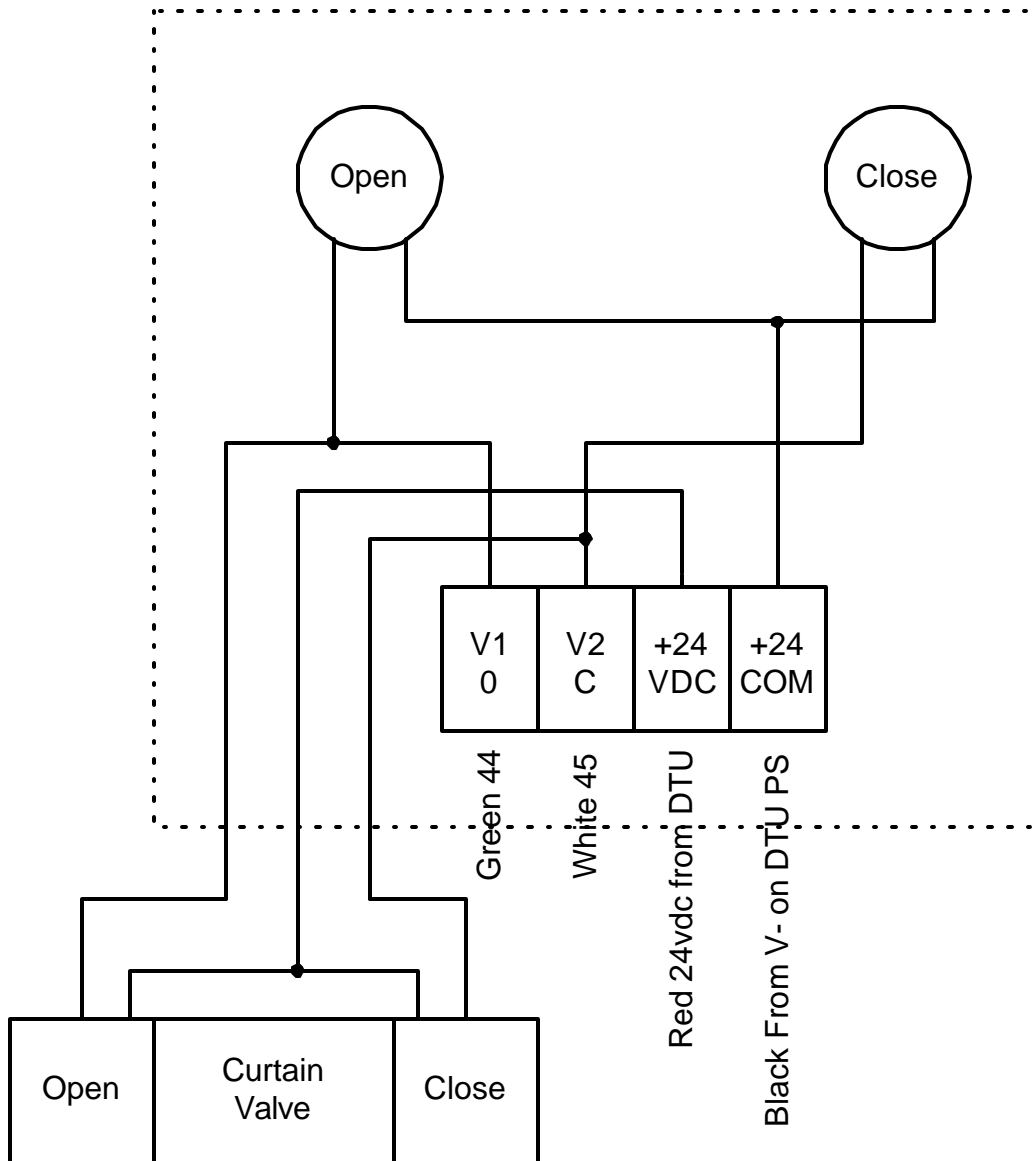 Open
Close
V1
0
V2
C
+24
VDC
+24
COM
Green 44
White 45
Red 24vdc from DTU
Black From V- on DTU PS
Open
Curtain
Valve
Close